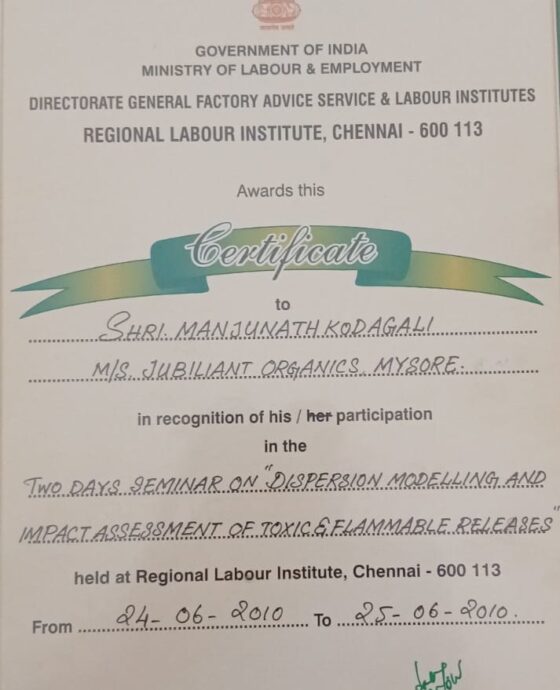 GOVERNMENT OF INDIA
MINISTRY OF LABOUR & EMPLOYMENT
DIRECTORATE GENERAL FACTORY ADVICE SERVICE & LABOUR INSTITUTES
REGIONAL LABOUR INSTITUTE, CHENNAI - 600 113
Awards this
Certificate
to
SHRI. MANJUNATH KODAGALI
M/S. JUBILIANT ORGANICS. MYSORE.
in recognition of his / her participation
in the
TWO DAYS SEMINAR ON "DISPERSION MODELLING AND
IMPACT ASSESSMENT OF TOXIC & FLAMMABLE RELEASES"
held at Regional Labour Institute, Chennai - 600 113
From 24-06-2010 To 25-06-2010.